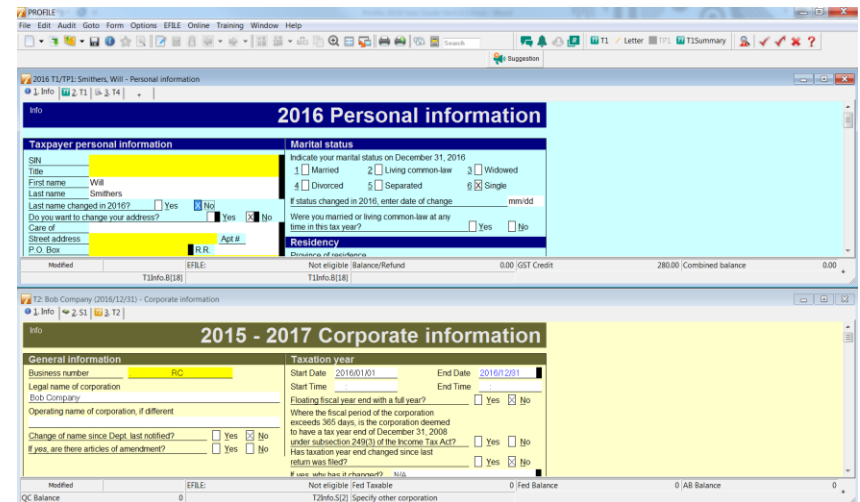 PROFILE
File Edit Audit Goto Form Options EFILE Online Training Window Help
Search
T1 Letter TP1 T1Summary
Suggestion
2016 T1/TP1: Smithers, Will - Personal information
1. Info 2. T1 3. T4
Info
2016 Personal information
Taxpayer personal information
SIN
Title
First name Will
Last name Smithers
Last name changed in 2016? Yes X No
Do you want to change your address? Yes X No
Care of
Street address Apt #
P.O. Box R.R.
Marital status
Indicate your marital status on December 31, 2016
1 Married 2 Living common-law 3 Widowed
4 Divorced 5 Separated 6 X Single
If status changed in 2016, enter date of change mm/dd
Were you married or living common-law at any
time in this tax year? Yes No
Residency
Province of residence
Modified EFILE: Not eligible Balance/Refund 0.00 GST Credit 280.00 Combined balance 0.00
T1Info.B[18] T1Info.B[18]
T2: Bob Company (2016/12/31) - Corporate information
1. Info 2. S1 3. T2
Info
2015 - 2017 Corporate information
General information
Business number RC
Legal name of corporation
Bob Company
Operating name of corporation, if different
Change of name since Dept. last notified? Yes X No
If yes, are there articles of amendment? Yes No
Taxation year
Start Date 2016/01/01 End Date 2016/12/31
Start Time : End Time :
Floating fiscal year end with a full year? Yes X No
Where the fiscal period of the corporation
exceeds 365 days, is the corporation deemed
to have a tax year end of December 31, 2008
under subsection 249(3) of the Income Tax Act? Yes No
Has taxation year end changed since last
return was filed? Yes X No
If yes, why has it changed? N/A
Modified EFILE: Not eligible Fed Taxable 0 Fed Balance 0 AB Balance 0
QC Balance 0 T2Info.S[2] Specify other corporation